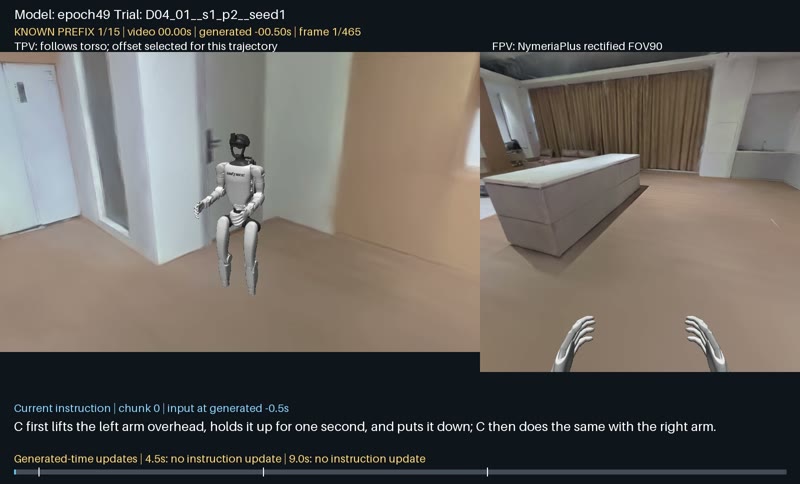 Model: epoch49 Trial: D04_01__s1_p2__seed1
KNOWN PREFIX 1/15 | video 00.00s | generated -00.50s | frame 1/465
TPV: follows torso; offset selected for this trajectory
FPV: NymeriaPlus rectified FOV90
Current instruction | chunk 0 | input at generated -0.5s
C first lifts the left arm overhead, holds it up for one second, and puts it down; C then does the same with the right arm.
Generated-time updates | 4.5s: no instruction update | 9.0s: no instruction update